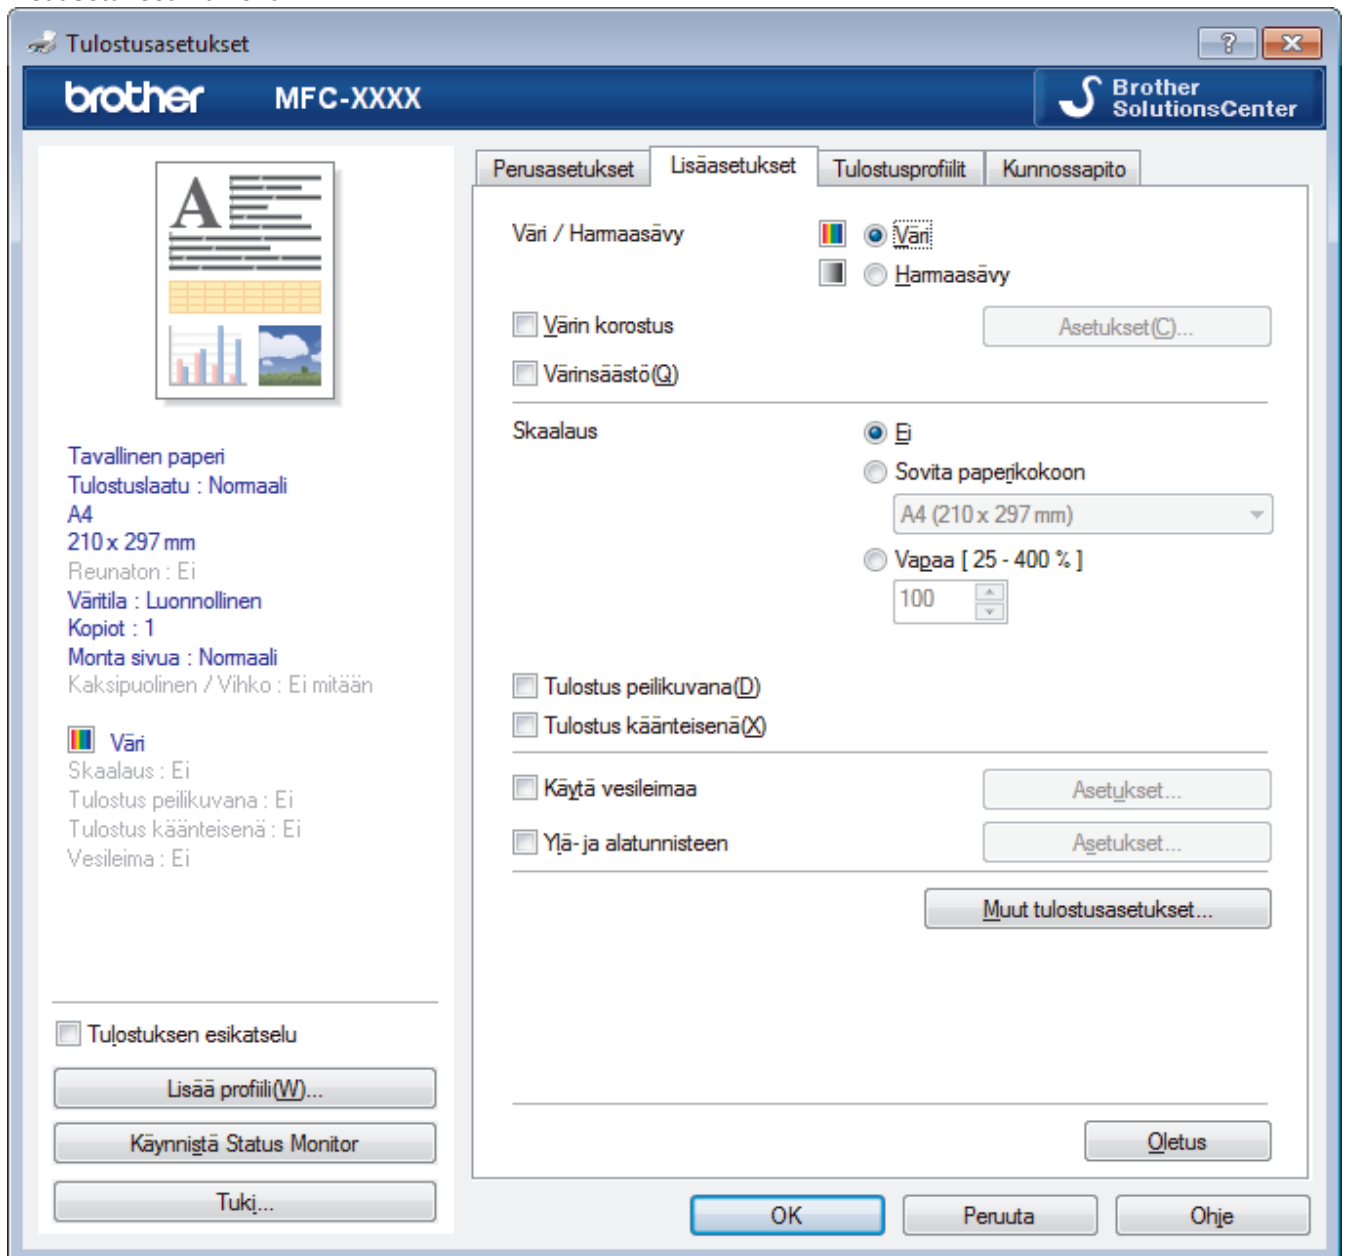 Tulostusasetukset
brother MFC-XXXX
Brother
SolutionsCenter
Perusasetukset Lisäasetukset Tulostusprofiilit Kunnossapito
A
Tavallinen paperi
Tulostuslaatu : Normaali
A4
210 x 297 mm
Reunaton : Ei
Väritila : Luonnollinen
Kopiot : 1
Monta sivua : Normaali
Kaksipuolinen / Vihko : Ei mitään
Väri
Skaalaus : Ei
Tulostus peilikuvana : Ei
Tulostus käänteisenä : Ei
Vesileima : Ei
Tulostuksen esikatselu
Lisää profiili(W)...
Käynnistä Status Monitor
Tuki...
Väri / Harmaasävy
Väri
Harmaasävy
Värin korostus
Asetukset(C)...
Värinsäästö(Q)
Skaalaus
Ei
Sovita paperikokoon
A4 (210 x 297 mm)
Vapaa [ 25 - 400 % ]
100
Tulostus peilikuvana(D)
Tulostus käänteisenä(X)
Käytä vesileimaa
Asetukset...
Ylä- ja alatunnisteen
Asetukset...
Muut tulostusasetukset...
Oletus
OK Peruuta Ohje